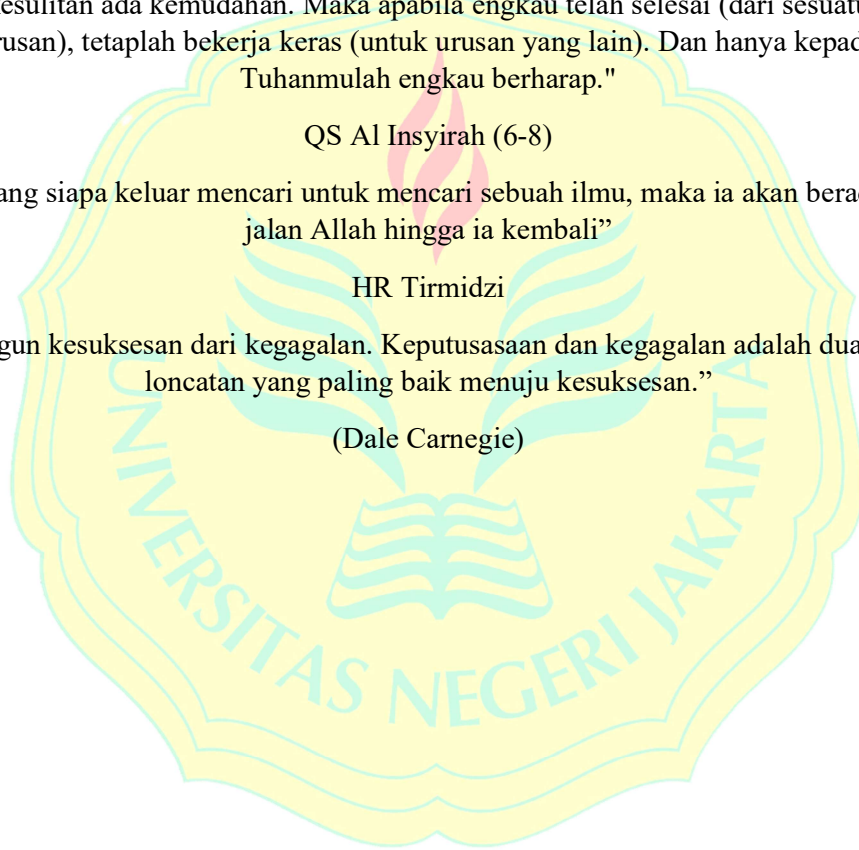 kesulitan ada kemudahan. Maka apabila engkau telah selesai (dari sesuatu
rusan), tetaplah bekerja keras (untuk urusan yang lain). Dan hanya kepad
Tuhanmulah engkau berharap."
QS Al Insyirah (6-8)
ang siapa keluar mencari untuk mencari sebuah ilmu, maka ia akan berad
jalan Allah hingga ia kembali”
HR Tirmidzi
gun kesuksesan dari kegagalan. Keputusasaan dan kegagalan adalah dua
loncatan yang paling baik menuju kesuksesan.”
(Dale Carnegie)
UNIVERSITAS NEGERI JAKARTA